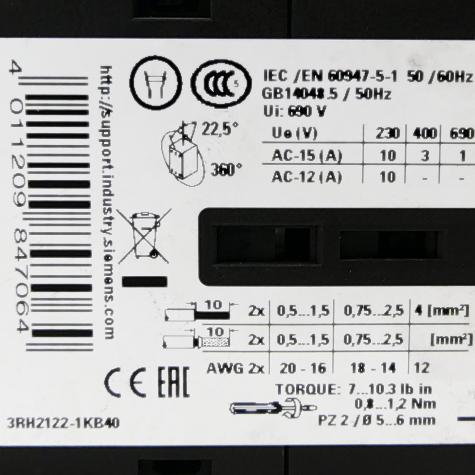 4 011209 847064
http://support.industry.siemens.com
CCC S
IEC / EN 60947-5-1 50 /60Hz
GB14048.5 / 50Hz
Ui: 690 V
22,5°
360°
Ue (V) 230 400 690
AC-15 (A) 10 3 1
AC-12 (A) 10 - -
10 2x 0,5...1,5 0,75...2,5 4 [mm²]
10 2x 0,5...1,5 0,75...2,5 [mm²]
AWG 2x 20 - 16 18 - 14 12
CE EAC
TORQUE: 7...10.3 lb in
0,8...1,2 Nm
PZ 2 / Ø 5...6 mm
3RH2122-1KB40